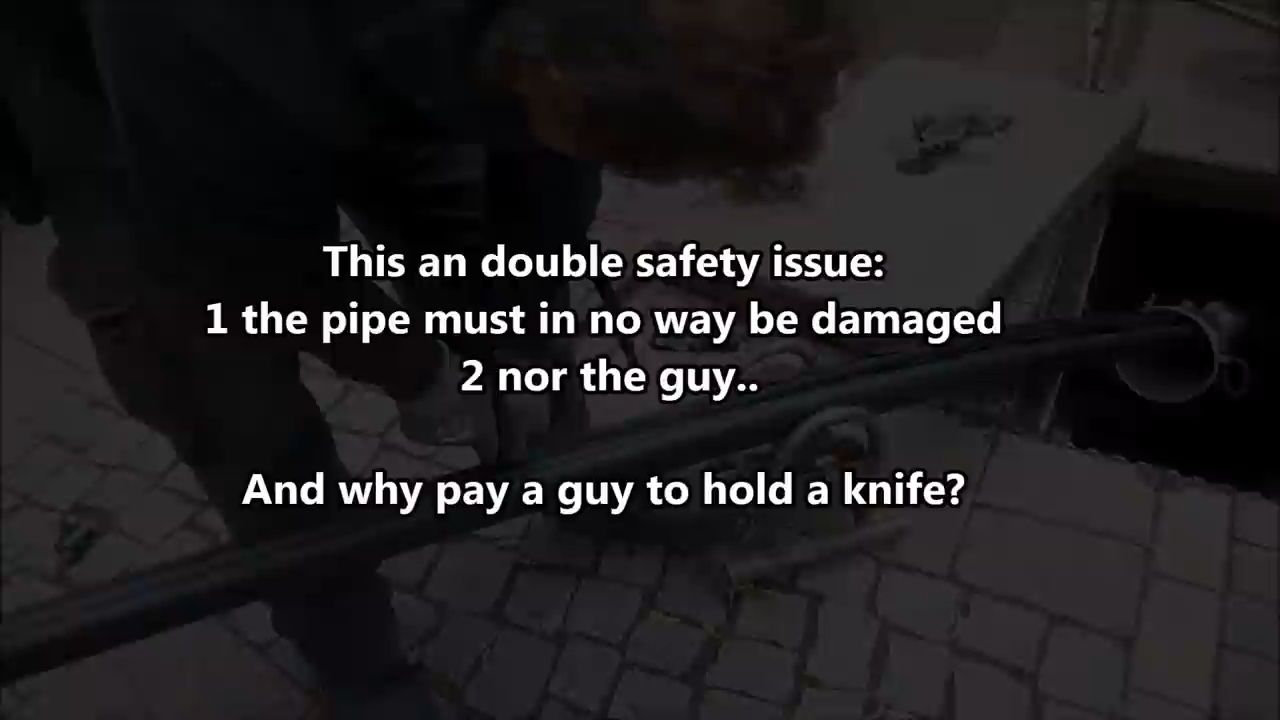 This an double safety issue:
1 the pipe must in no way be damaged
2 nor the guy..
And why pay a guy to hold a knife?